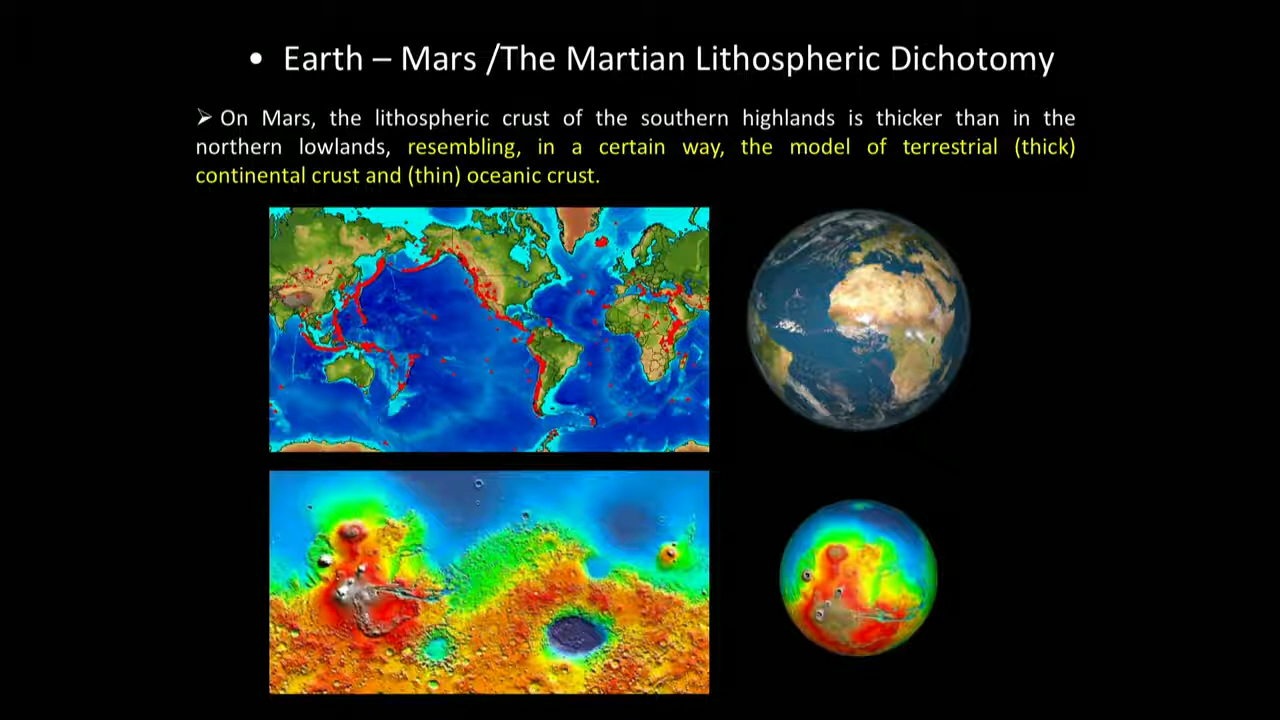 • Earth – Mars /The Martian Lithospheric Dichotomy
➢ On Mars, the lithospheric crust of the southern highlands is thicker than in the
northern lowlands, resembling, in a certain way, the model of terrestrial (thick)
continental crust and (thin) oceanic crust.